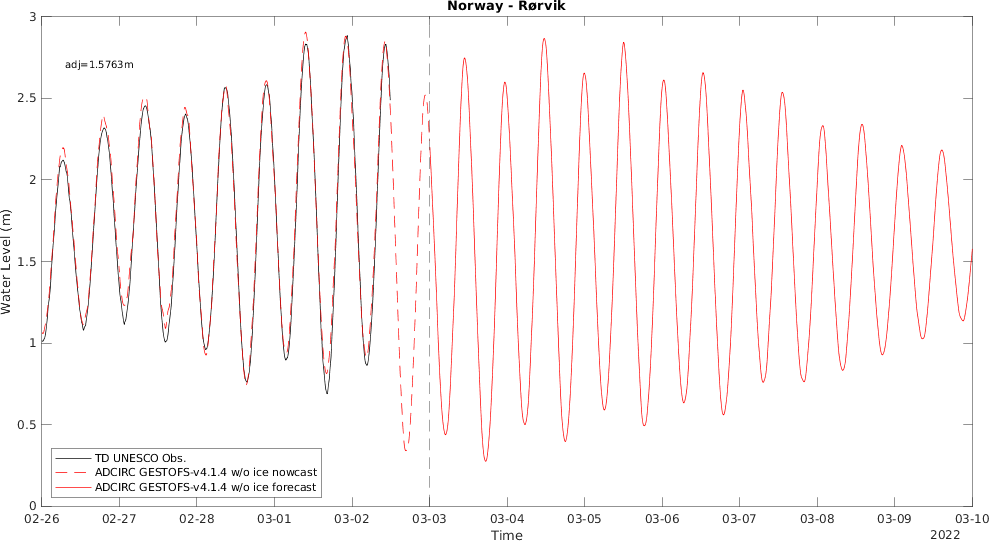 Norway - Rørvik
adj=1.5763m
Water Level (m)
3
2.5
2
1.5
1
0.5
0
TD UNESCO Obs.
ADCIRC GESTOFS-v4.1.4 w/o ice nowcast
ADCIRC GESTOFS-v4.1.4 w/o ice forecast
02-26 02-27 02-28 03-01 03-02 03-03 03-04 03-05 03-06 03-07 03-08 03-09 03-10
Time
2022